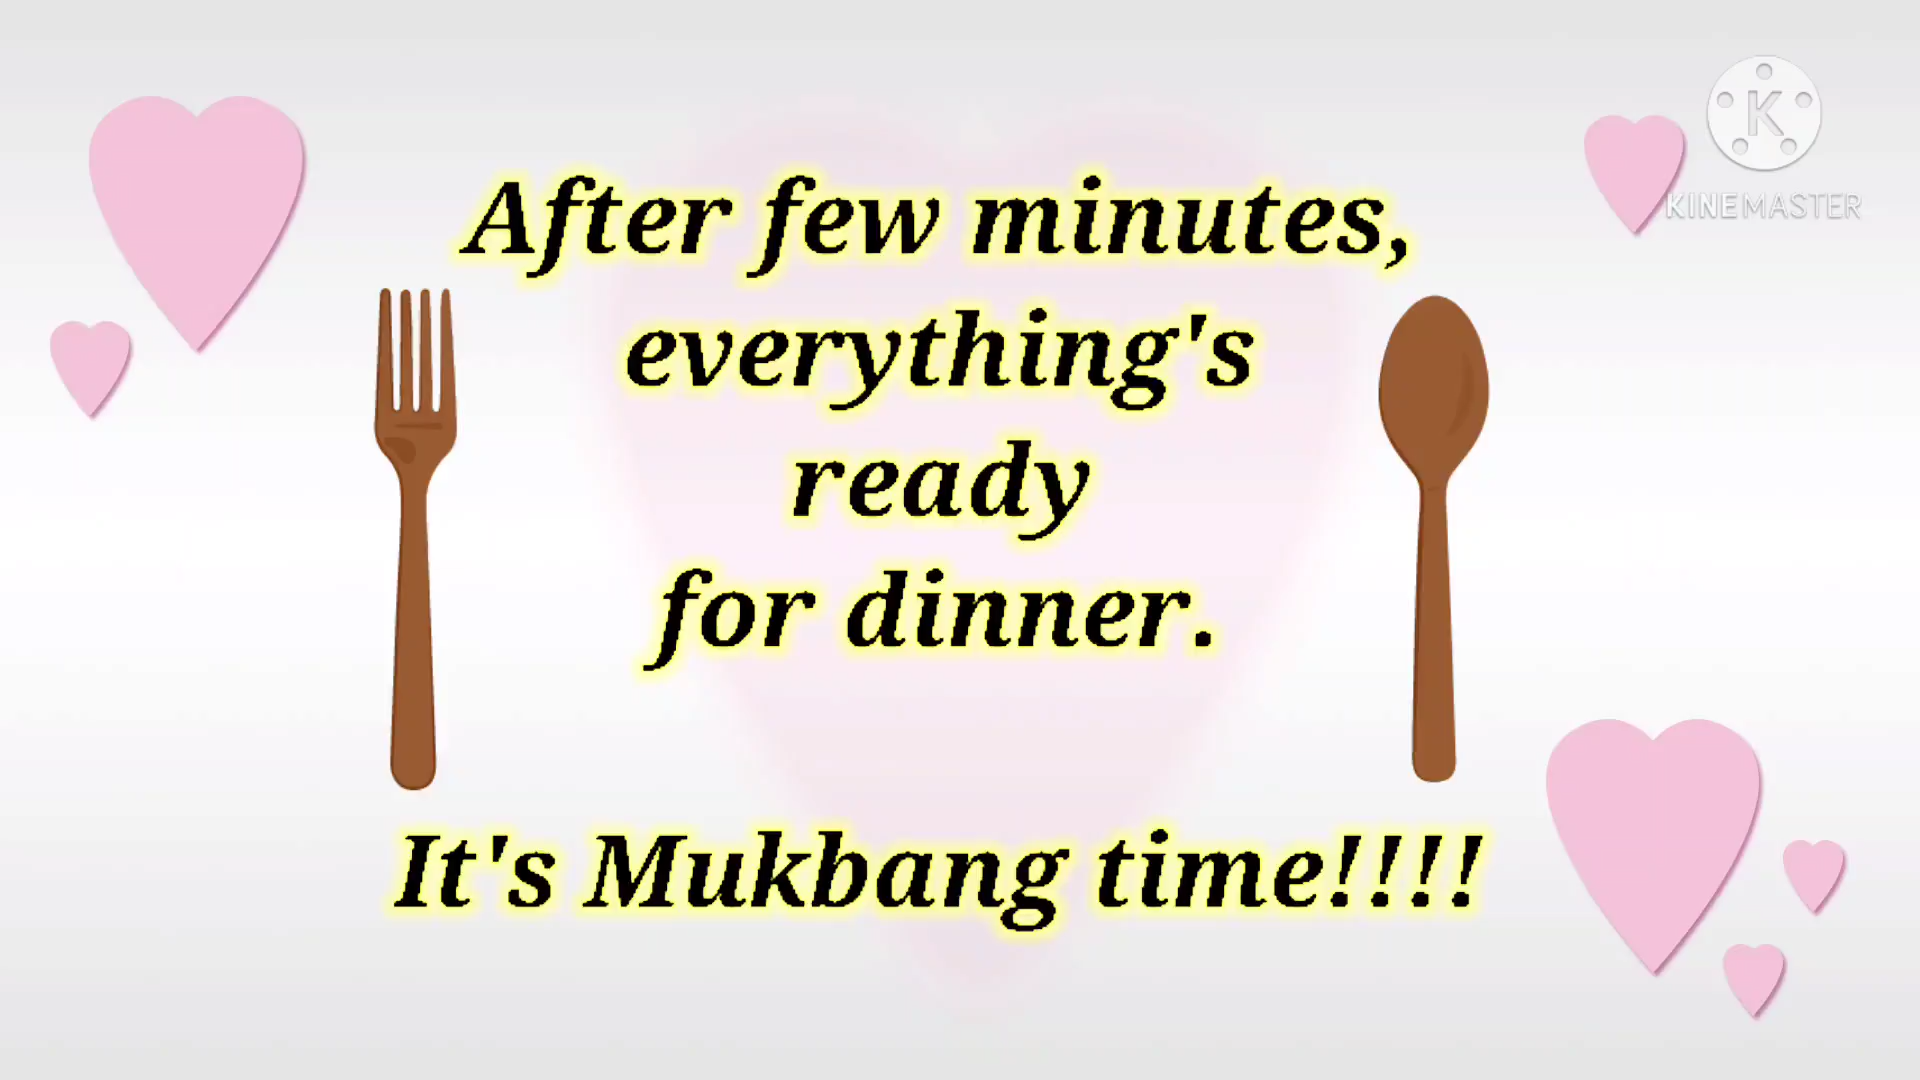 After few minutes,
everything's
ready
for dinner.
It's Mukbang time!!!!
K
KINEMASTER